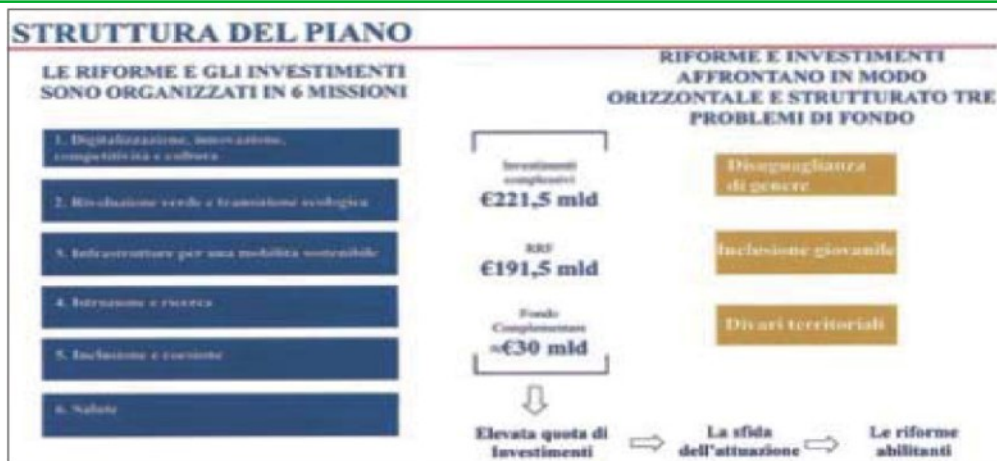 STRUTTURA DEL PIANO
LE RIFORME E GLI INVESTIMENTI
SONO ORGANIZZATI IN 6 MISSIONI
1. Digitalizzazione, innovazione,
competitività e cultura
2. Rivoluzione verde e transizione ecologica
3. Infrastrutture per una mobilità sostenibile
4. Istruzione e ricerca
5. Inclusione e coesione
6. Salute
Investimenti
complessivi
€221,5 mld
RRF
€191,5 mld
Fondo
Complementare
≈€30 mld
Elevata quota di
Investimenti
La sfida
dell'attuazione
Le riforme
abilitanti
RIFORME E INVESTIMENTI
AFFRONTANO IN MODO
ORIZZONTALE E STRUTTURATO TRE
PROBLEMI DI FONDO
Disuguaglianza
di genere
Inclusione giovanile
Divari territoriali